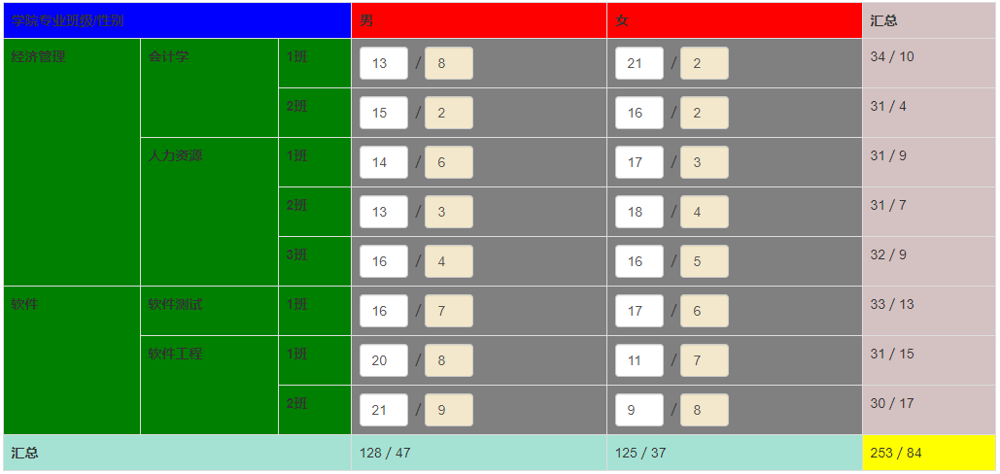 学院专业班级/性别 男 女 汇总
经济管理 会计学 1班 13 / 8 21 / 2 34 / 10
2班 15 / 2 16 / 2 31 / 4
人力资源 1班 14 / 6 17 / 3 31 / 9
2班 13 / 3 18 / 4 31 / 7
3班 16 / 4 16 / 5 32 / 9
软件 软件测试 1班 16 / 7 17 / 6 33 / 13
软件工程 1班 20 / 8 11 / 7 31 / 15
2班 21 / 9 9 / 8 30 / 17
汇总 128 / 47 125 / 37 253 / 84